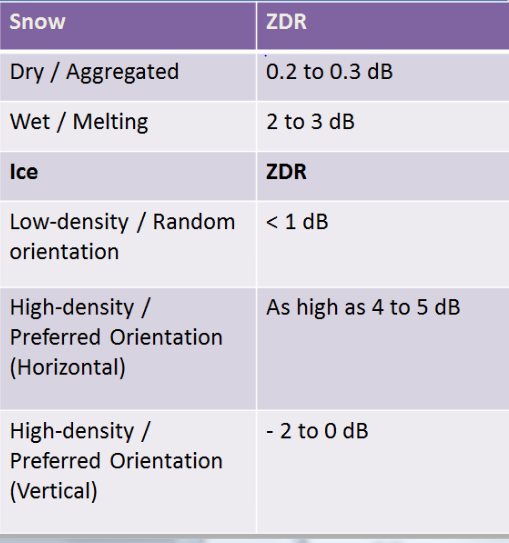 Snow ZDR
Dry / Aggregated 0.2 to 0.3 dB
Wet / Melting 2 to 3 dB
Ice ZDR
Low-density / Random < 1 dB
orientation
High-density / As high as 4 to 5 dB
Preferred Orientation
(Horizontal)
High-density / - 2 to 0 dB
Preferred Orientation
(Vertical)